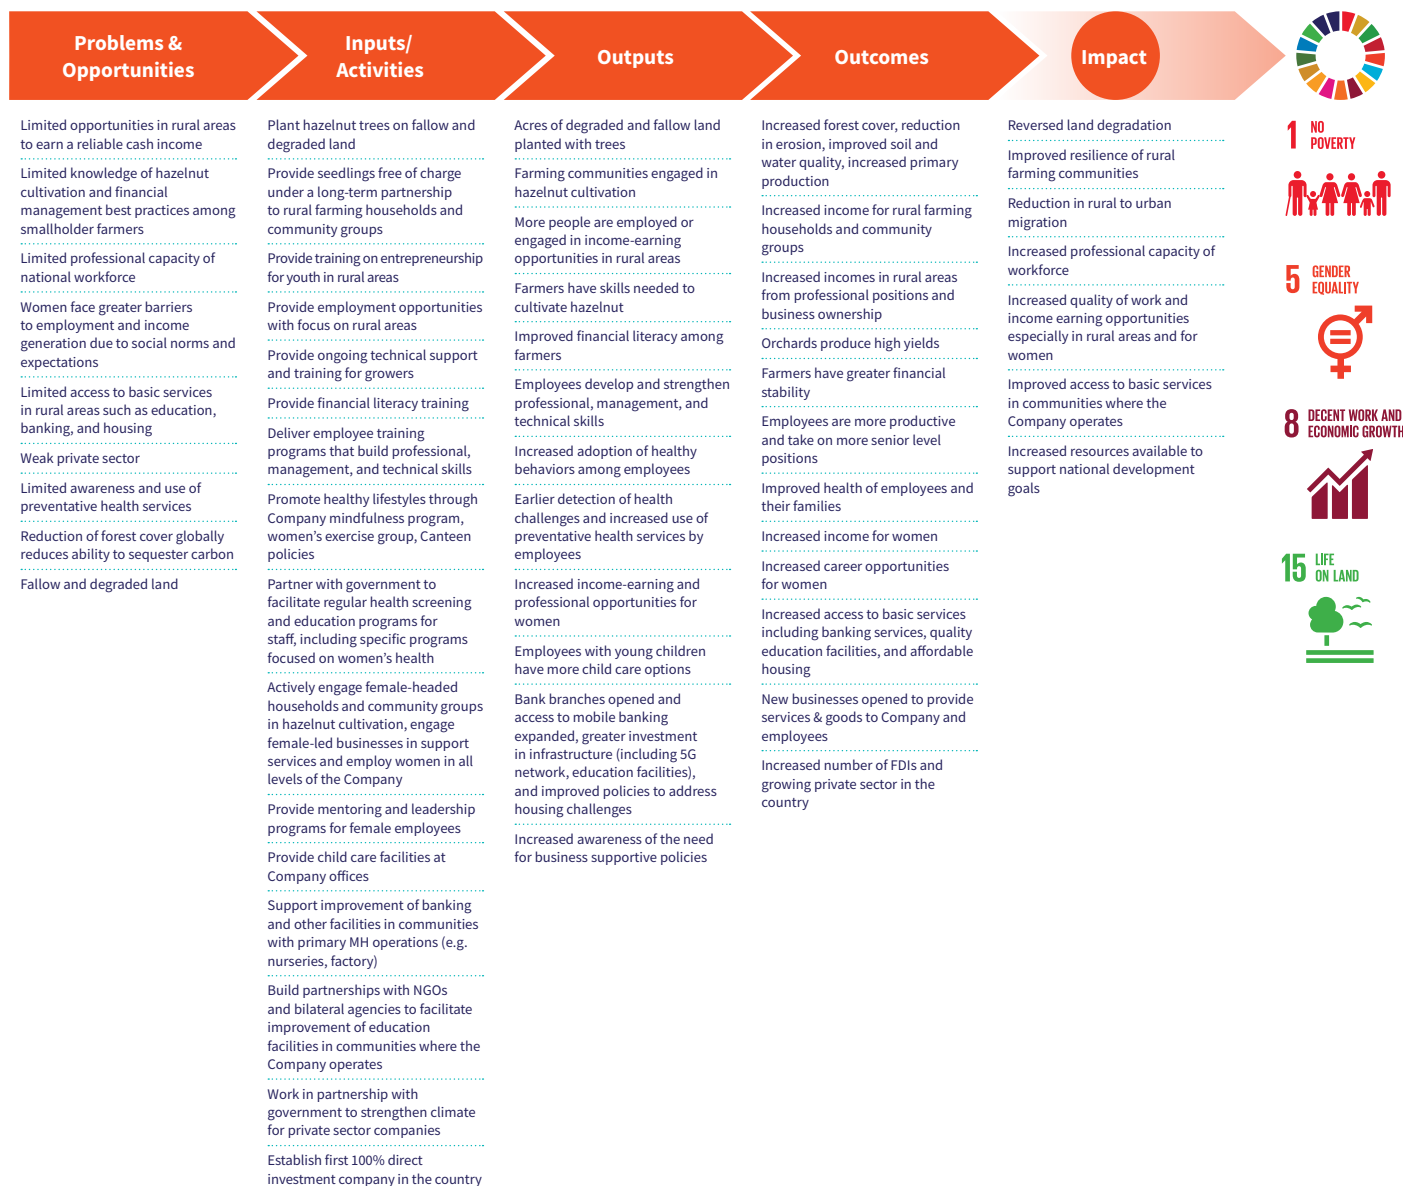 Problems &
Opportunities
Inputs/
Activities
Outputs
Outcomes
Impact
Limited opportunities in rural areas
to earn a reliable cash income
Limited knowledge of hazelnut
cultivation and financial
management best practices among
smallholder farmers
Limited professional capacity of
national workforce
Women face greater barriers
to employment and income
generation due to social norms and
expectations
Limited access to basic services
in rural areas such as education,
banking, and housing
Weak private sector
Limited awareness and use of
preventative health services
Reduction of forest cover globally
reduces ability to sequester carbon
Fallow and degraded land
Plant hazelnut trees on fallow and
degraded land
Provide seedlings free of charge
under a long-term partnership
to rural farming households and
community groups
Provide training on entrepreneurship
for youth in rural areas
Provide employment opportunities
with focus on rural areas
Provide ongoing technical support
and training for growers
Provide financial literacy training
Deliver employee training
programs that build professional,
management, and technical skills
Promote healthy lifestyles through
Company mindfulness program,
women’s exercise group, Canteen
policies
Partner with government to
facilitate regular health screening
and education programs for
staff, including specific programs
focused on women’s health
Actively engage female-headed
households and community groups
in hazelnut cultivation, engage
female-led businesses in support
services and employ women in all
levels of the Company
Provide mentoring and leadership
programs for female employees
Provide child care facilities at
Company offices
Support improvement of banking
and other facilities in communities
with primary MH operations (e.g.
nurseries, factory)
Build partnerships with NGOs
and bilateral agencies to facilitate
improvement of education
facilities in communities where the
Company operates
Work in partnership with
government to strengthen climate
for private sector companies
Establish first 100% direct
investment company in the country
Acres of degraded and fallow land
planted with trees
Farming communities engaged in
hazelnut cultivation
More people are employed or
engaged in income-earning
opportunities in rural areas
Farmers have skills needed to
cultivate hazelnut
Improved financial literacy among
farmers
Employees develop and strengthen
professional, management, and
technical skills
Increased adoption of healthy
behaviors among employees
Earlier detection of health
challenges and increased use of
preventative health services by
employees
Increased income-earning and
professional opportunities for
women
Employees with young children
have more child care options
Bank branches opened and
access to mobile banking
expanded, greater investment
in infrastructure (including 5G
network, education facilities),
and improved policies to address
housing challenges
Increased awareness of the need
for business supportive policies
Increased forest cover, reduction
in erosion, improved soil and
water quality, increased primary
production
Increased income for rural farming
households and community
groups
Increased incomes in rural areas
from professional positions and
business ownership
Orchards produce high yields
Farmers have greater financial
stability
Employees are more productive
and take on more senior level
positions
Improved health of employees and
their families
Increased income for women
Increased career opportunities
for women
Increased access to basic services
including banking services, quality
education facilities, and affordable
housing
New businesses opened to provide
services & goods to Company and
employees
Increased number of FDIs and
growing private sector in the
country
Reversed land degradation
Improved resilience of rural
farming communities
Reduction in rural to urban
migration
Increased professional capacity of
workforce
Increased quality of work and
income earning opportunities
especially in rural areas and for
women
Improved access to basic services
in communities where the
Company operates
Increased resources available to
support national development
goals
1 NO
POVERTY
5 GENDER
EQUALITY
8 DECENT WORK AND
ECONOMIC GROWTH
15 LIFE
ON LAND